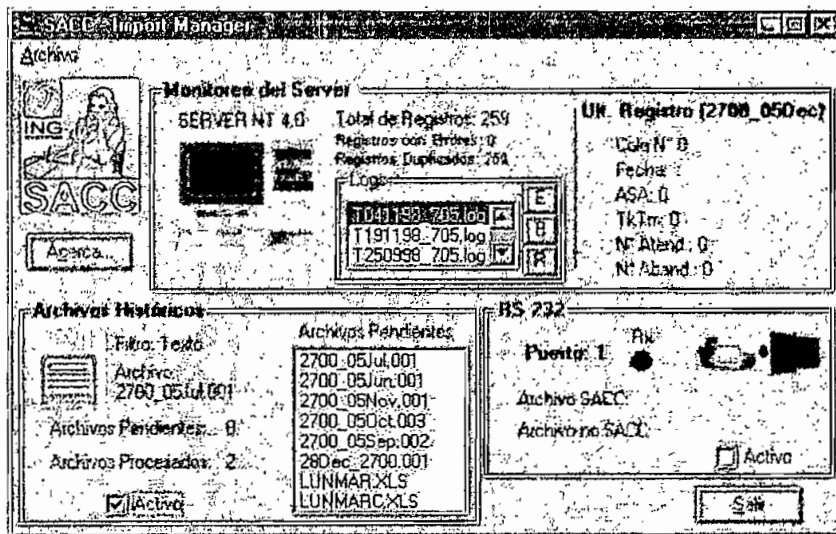 SACC - Import Manager
Archivo
ING
SACC
Acerca...
Monitoreo del Server
SERVER NT 4.0
Total de Registros: 259
Registros con Errores: 0
Registros Duplicados: 259
Logs
T041198_705.log
T191198_705.log
T250998_705.log
E
B
R
Ult. Registro (2700_05Dec)
Cola N° 0
Fecha:
ASA: 0
TkTm: 0
N° Atend.: 0
N° Aband.: 0
Archivos Históricos
Filtro: Texto
Archivo:
2700_05Jul.001
Archivos Pendientes:
Archivos Procesados: 2
Activo
Archivos Pendientes
2700_05Jul.001
2700_05Jun.001
2700_05Nov.001
2700_05Oct.003
2700_05Sep.002
28Dec_2700.001
LUNMAR.XLS
LUNMARC.XLS
RS 232
Puerto: 1
Rx
Archivo SACC:
Archivo no SACC:
Activo
Salir